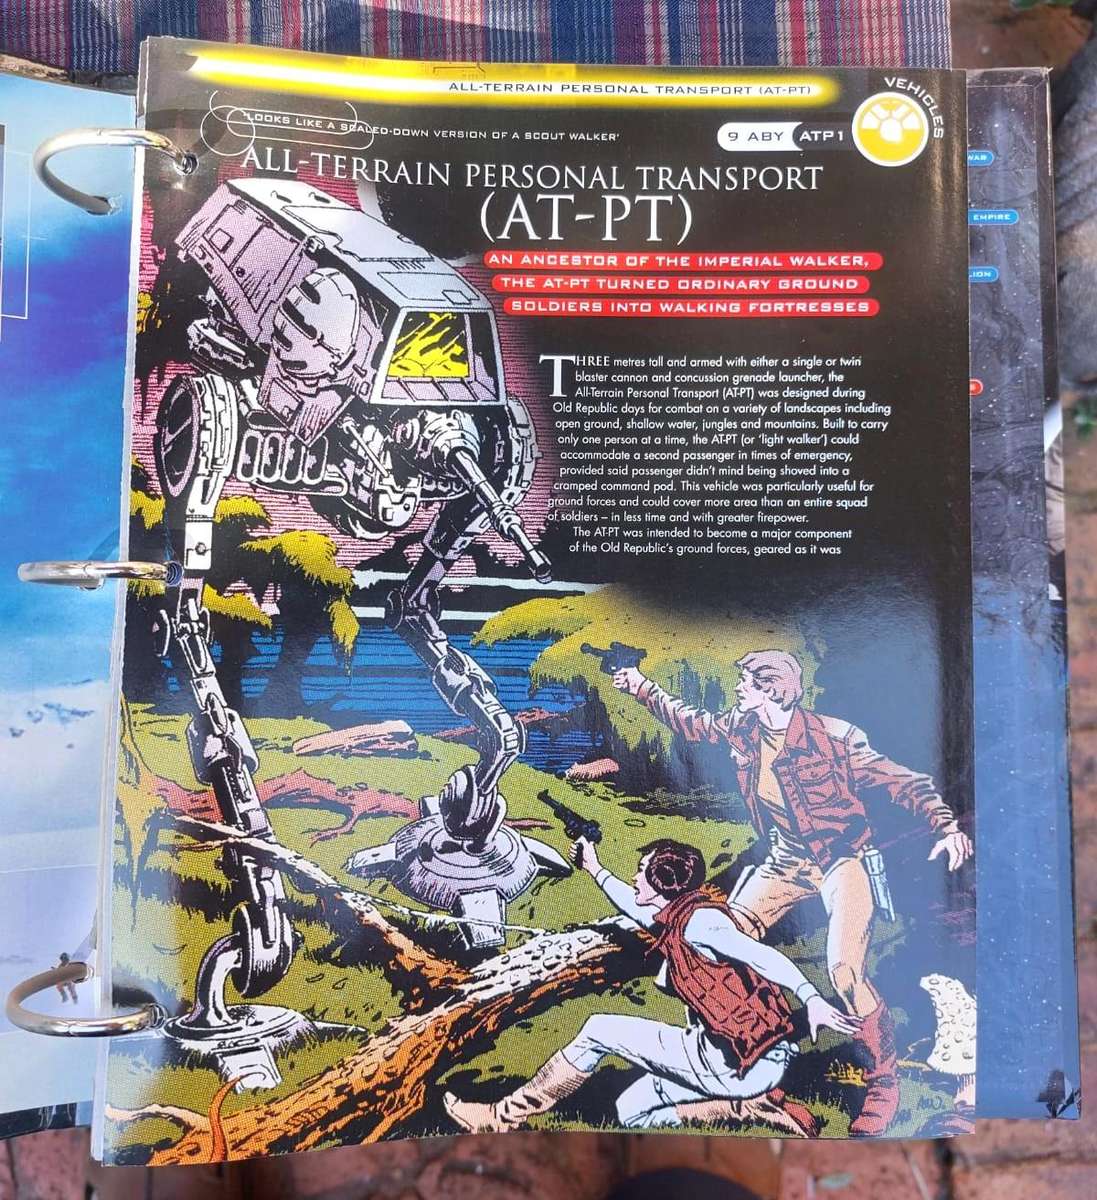 ALL-TERRAIN PERSONAL TRANSPORT (AT-PT)
VEHICLES
'LOOKS LIKE A SCALED-DOWN VERSION OF A SCOUT WALKER'
9 ABY ATP1
ALL-TERRAIN PERSONAL TRANSPORT
(AT-PT)
AN ANCESTOR OF THE IMPERIAL WALKER,
THE AT-PT TURNED ORDINARY GROUND
SOLDIERS INTO WALKING FORTRESSES
THREE metres tall and armed with either a single or twin
blaster cannon and concussion grenade launcher, the
All-Terrain Personal Transport (AT-PT) was designed during
Old Republic days for combat on a variety of landscapes including
open ground, shallow water, jungles and mountains. Built to carry
only one person at a time, the AT-PT (or 'light walker') could
accommodate a second passenger in times of emergency,
provided said passenger didn't mind being shoved into a
cramped command pod. This vehicle was particularly useful for
ground forces and could cover more area than an entire squad
of soldiers – in less time and with greater firepower.
The AT-PT was intended to become a major component
of the Old Republic's ground forces, geared as it was
WAR
EMPIRE